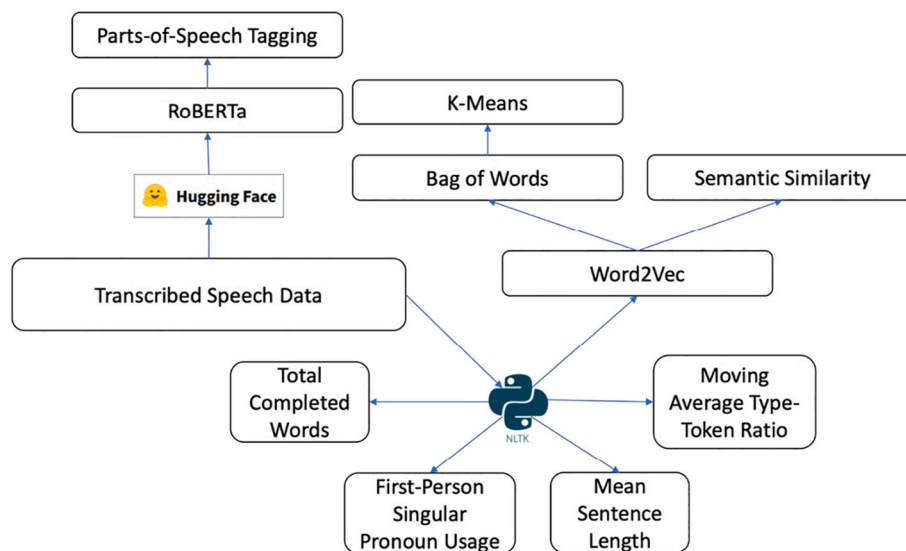 Parts-of-Speech Tagging
RoBERTa
K-Means
Hugging Face
Bag of Words
Semantic Similarity
Transcribed Speech Data
Word2Vec
Total
Completed
Words
NLTK
Moving
Average Type-
Token Ratio
First-Person
Singular
Pronoun Usage
Mean
Sentence
Length